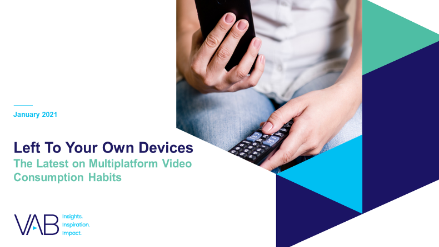 January 2021
Left To Your Own Devices
The Latest on Multiplatform Video
Consumption Habits
VAB
Insights.
Inspiration.
Impact.